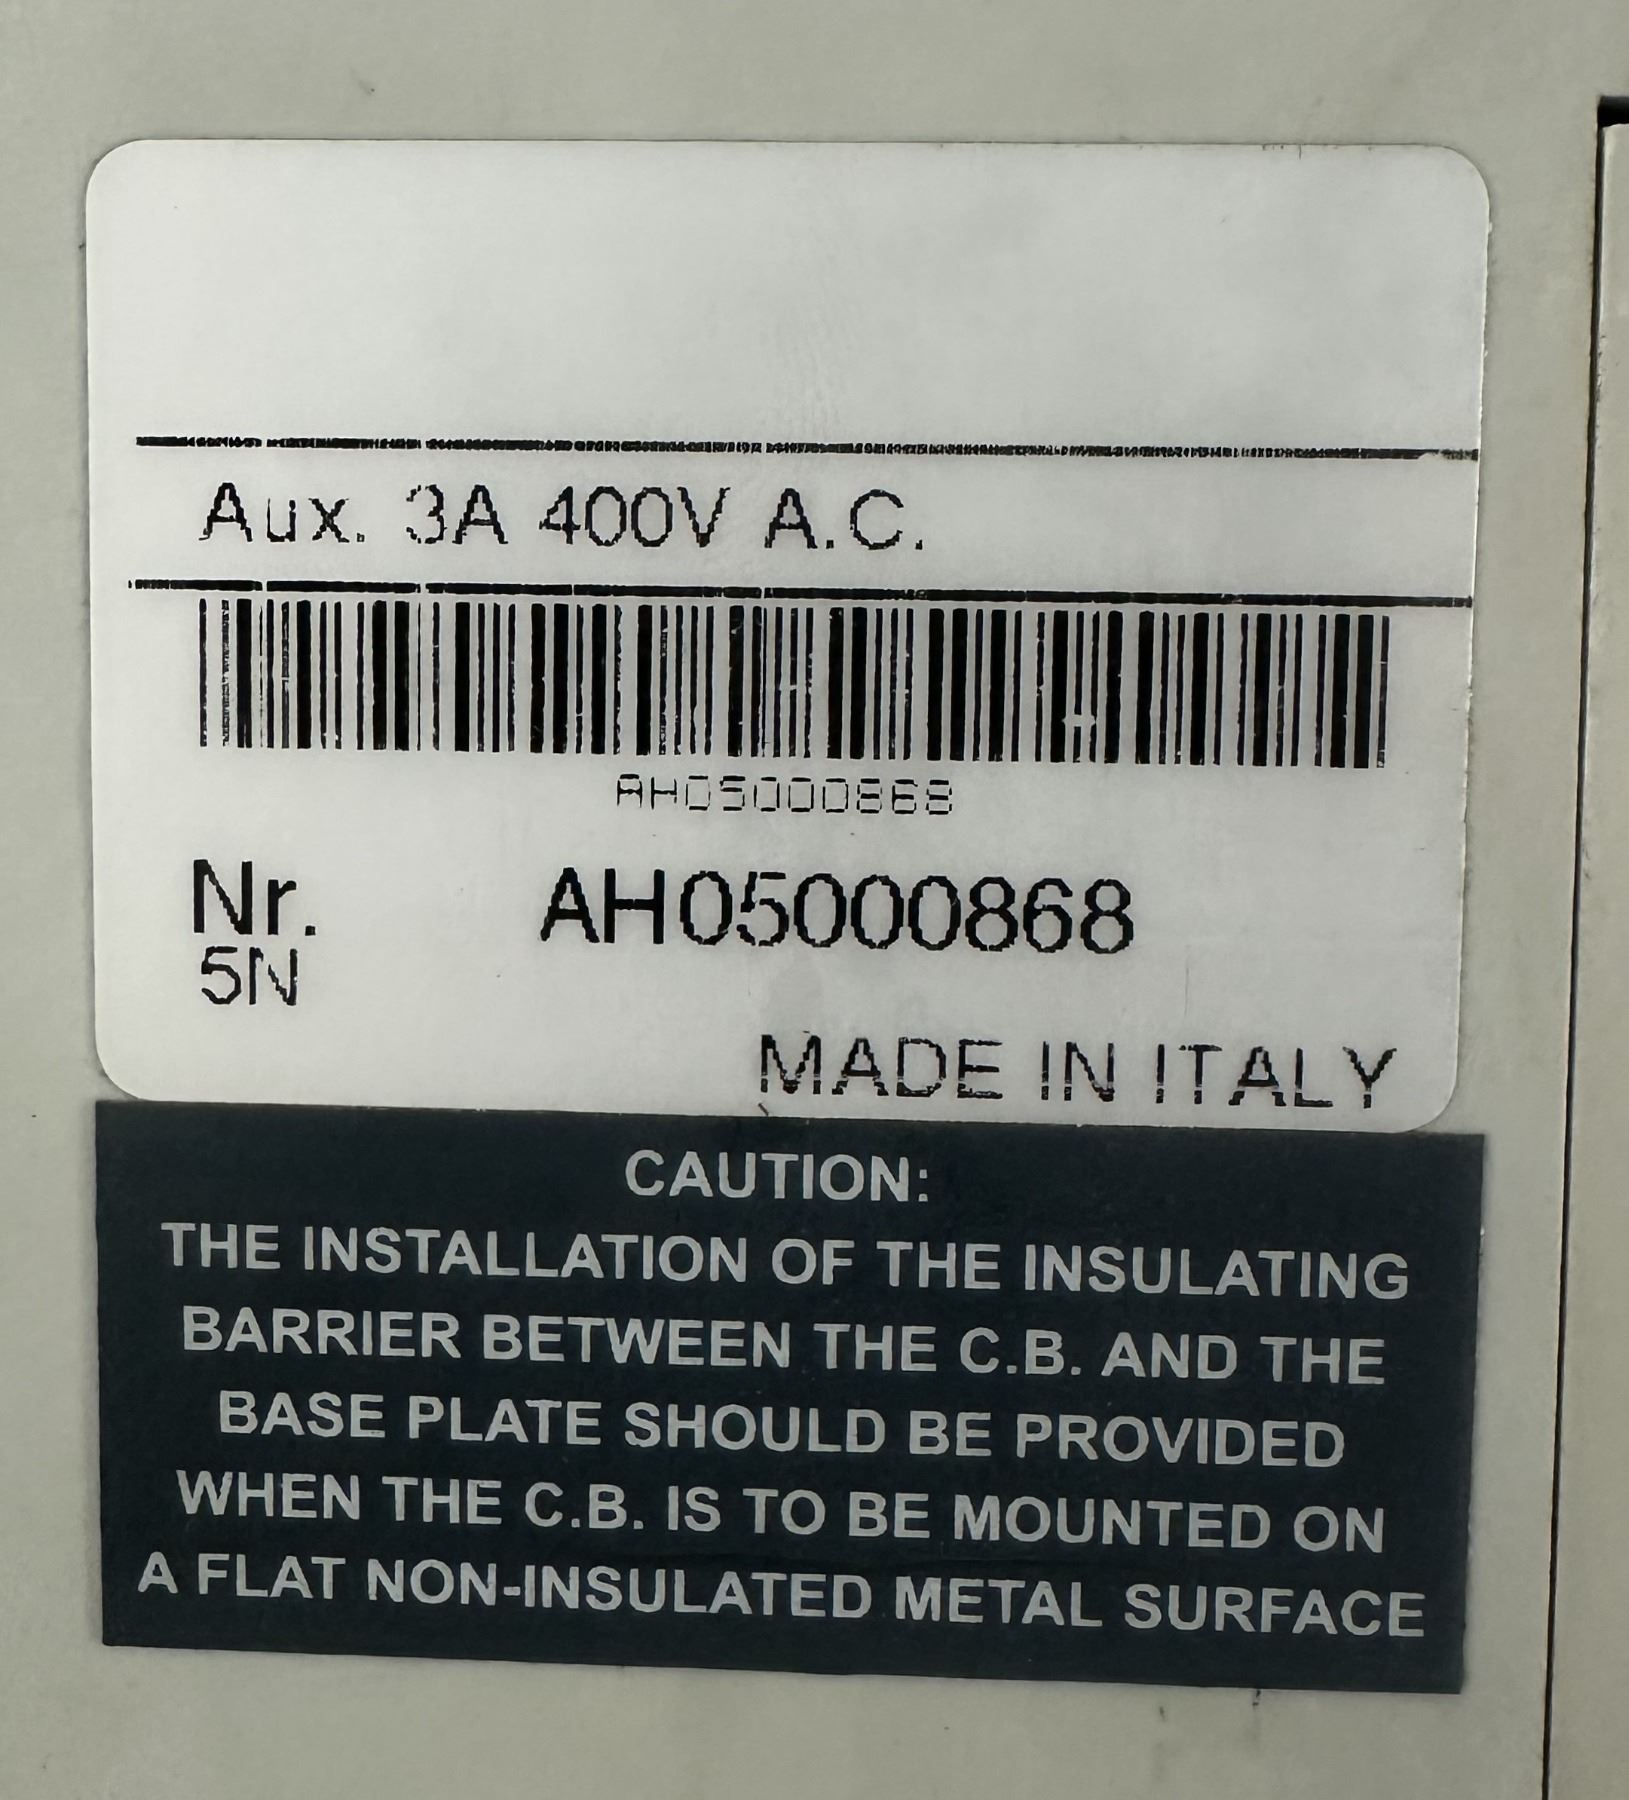 Aux. 3A 400V A.C.
AH05000868
Nr. AH05000868
5N
MADE IN ITALY
CAUTION:
THE INSTALLATION OF THE INSULATING
BARRIER BETWEEN THE C.B. AND THE
BASE PLATE SHOULD BE PROVIDED
WHEN THE C.B. IS TO BE MOUNTED ON
A FLAT NON-INSULATED METAL SURFACE